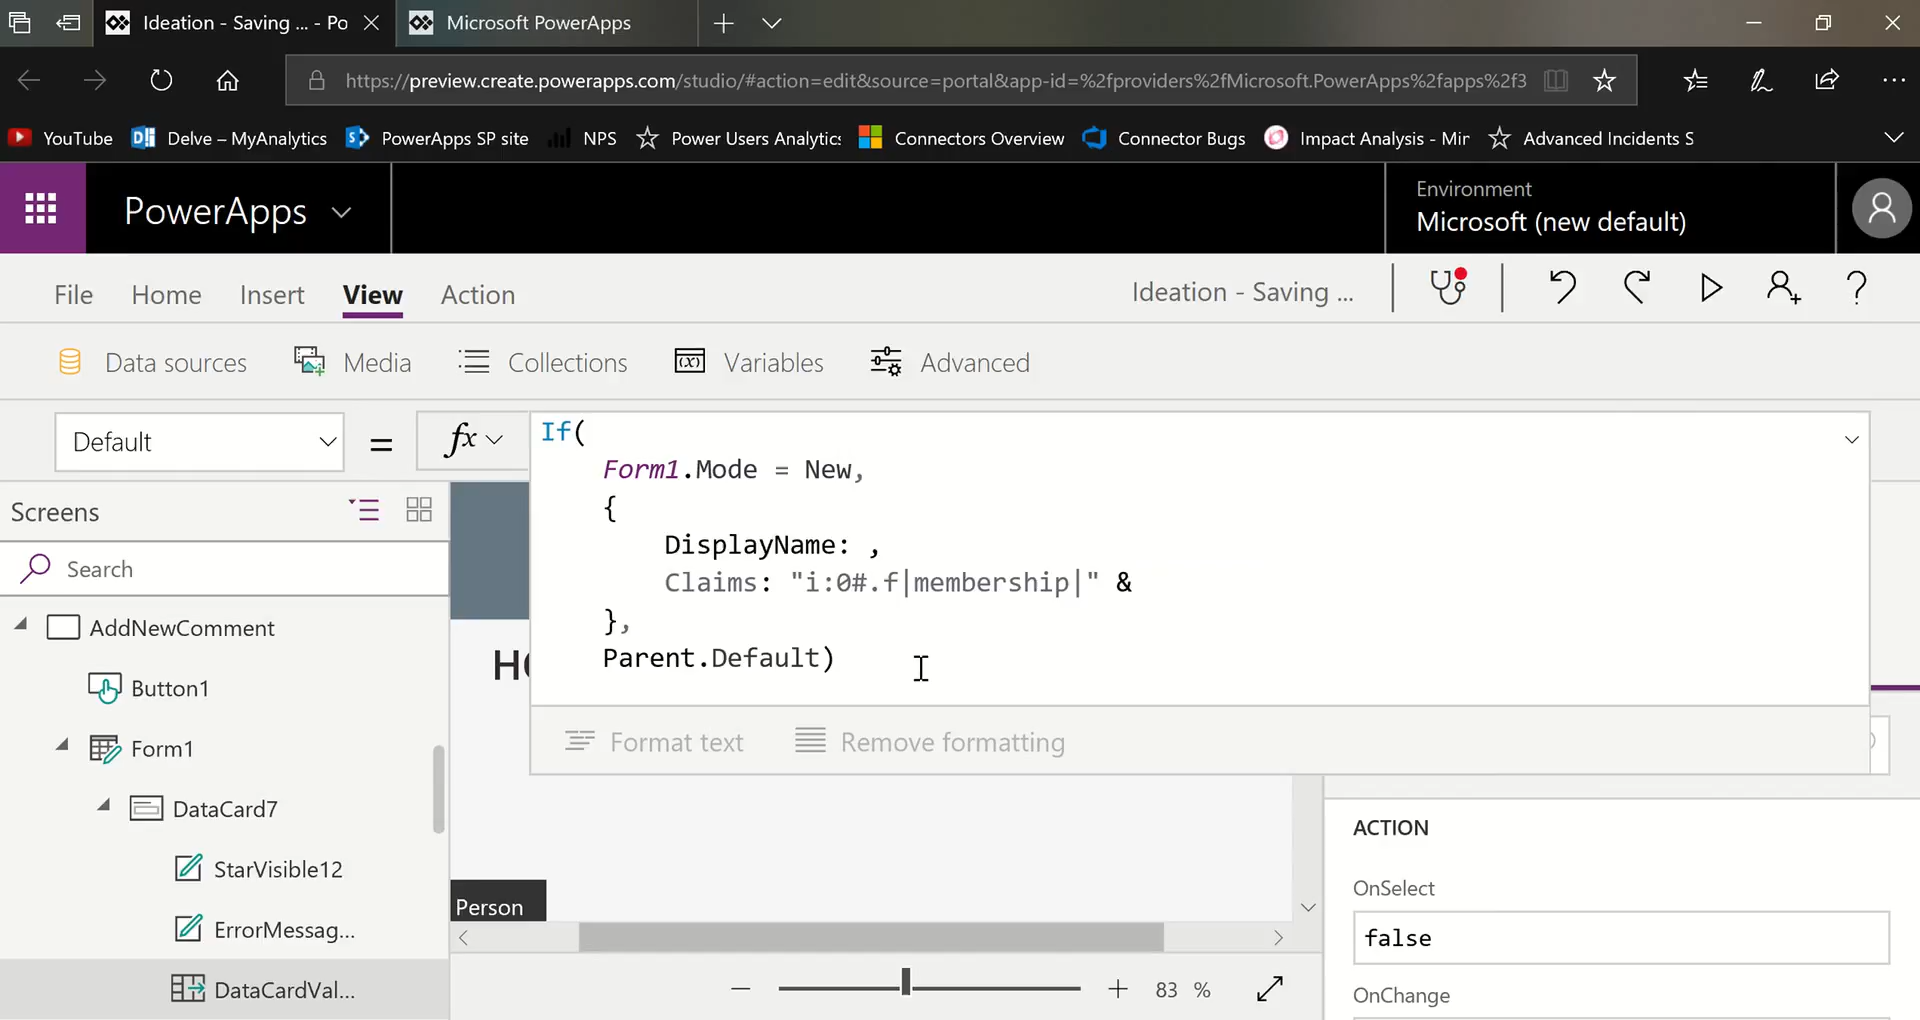 Ideation - Saving ... - Po
Microsoft PowerApps
https://preview.create.powerapps.com/studio/#action=edit&source=portal&app-id=%2fproviders%2fMicrosoft.PowerApps%2fapps%2f3
YouTube
Delve – MyAnalytics
PowerApps SP site
NPS
Power Users Analytics
Connectors Overview
Connector Bugs
Impact Analysis - Mir
Advanced Incidents S
PowerApps
Environment
Microsoft (new default)
File
Home
Insert
View
Action
Ideation - Saving ...
Data sources
Media
Collections
Variables
Advanced
Default
=
fx
If(
Form1.Mode = New,
{
DisplayName: ,
Claims: "i:0#.f|membership|" &
},
Parent.Default)
Format text
Remove formatting
Screens
Search
AddNewComment
Button1
Form1
DataCard7
StarVisible12
ErrorMessag...
DataCardVal...
Person
83 %
ACTION
OnSelect
false
OnChange